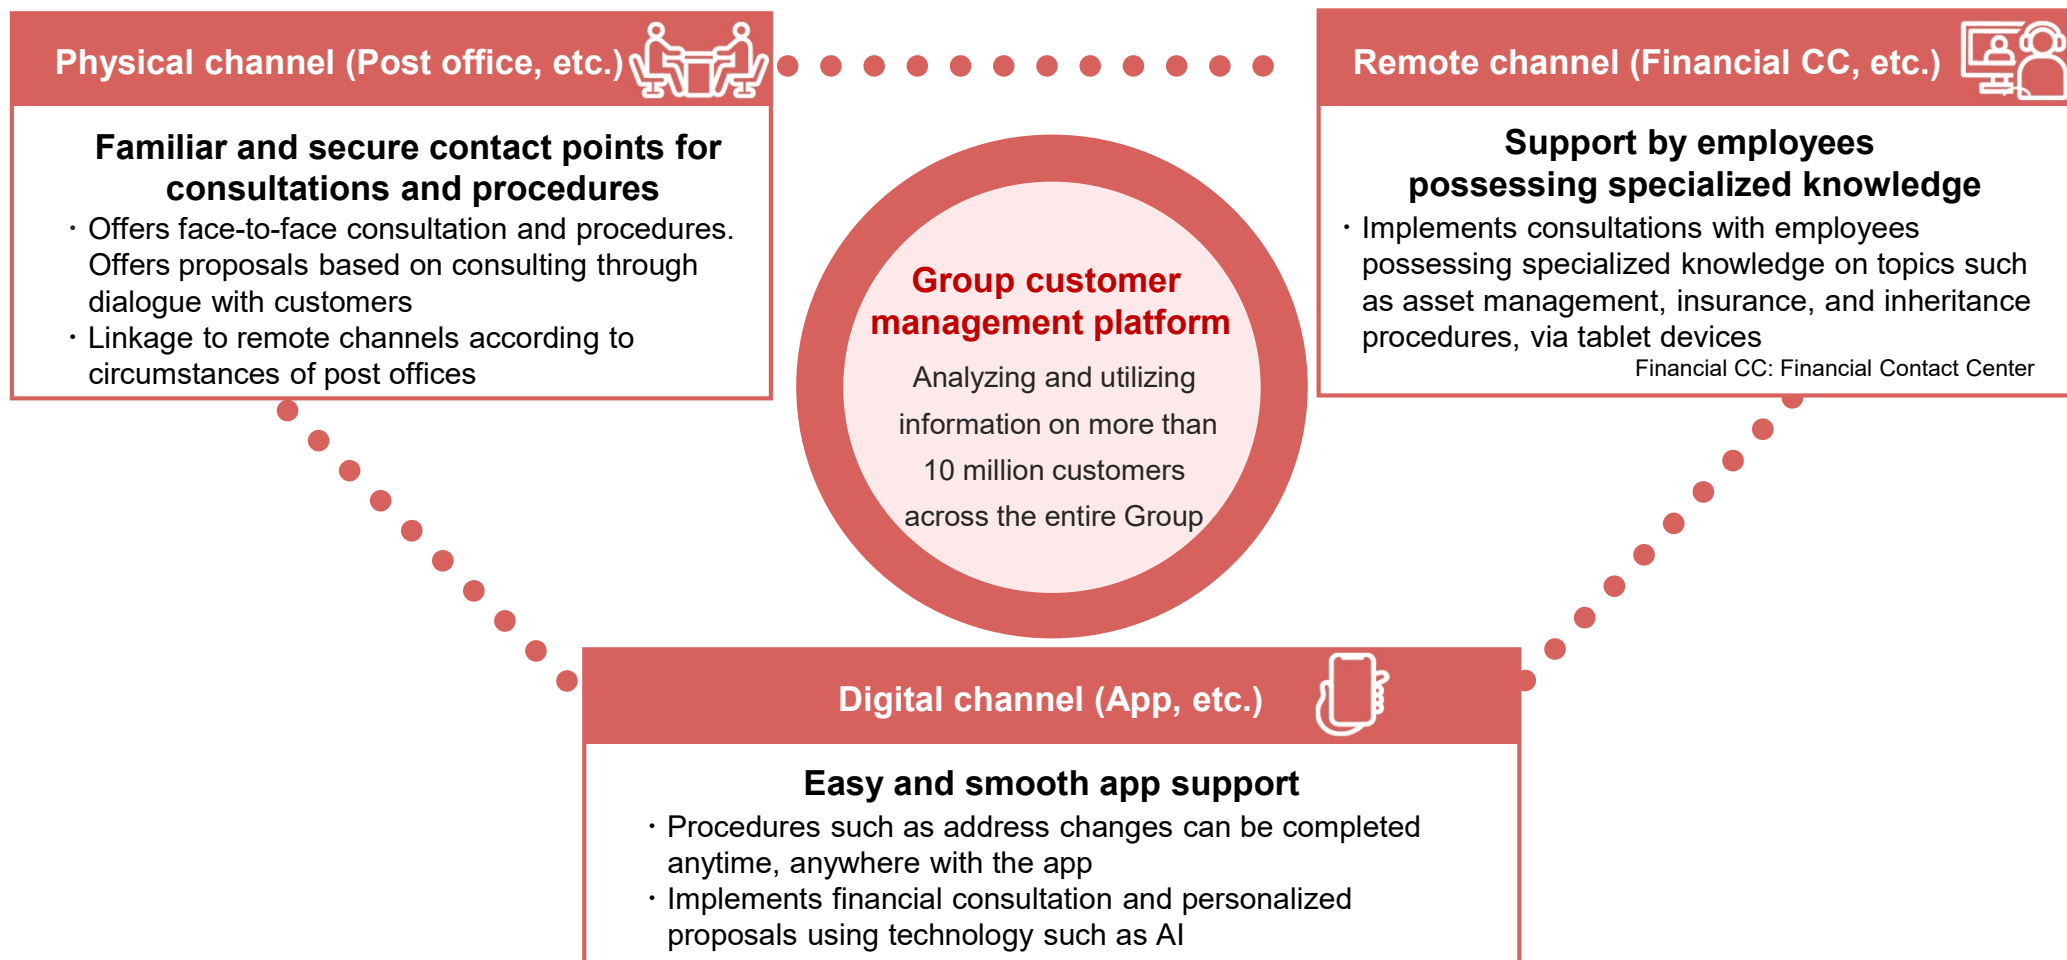 Physical channel (Post office, etc.)
Familiar and secure contact points for
consultations and procedures
・Offers face-to-face consultation and procedures.
Offers proposals based on consulting through
dialogue with customers
・Linkage to remote channels according to
circumstances of post offices
Remote channel (Financial CC, etc.)
Support by employees
possessing specialized knowledge
・Implements consultations with employees
possessing specialized knowledge on topics such
as asset management, insurance, and inheritance
procedures, via tablet devices
Financial CC: Financial Contact Center
Group customer
management platform
Analyzing and utilizing
information on more than
10 million customers
across the entire Group
Digital channel (App, etc.)
Easy and smooth app support
・Procedures such as address changes can be completed
anytime, anywhere with the app
・Implements financial consultation and personalized
proposals using technology such as AI